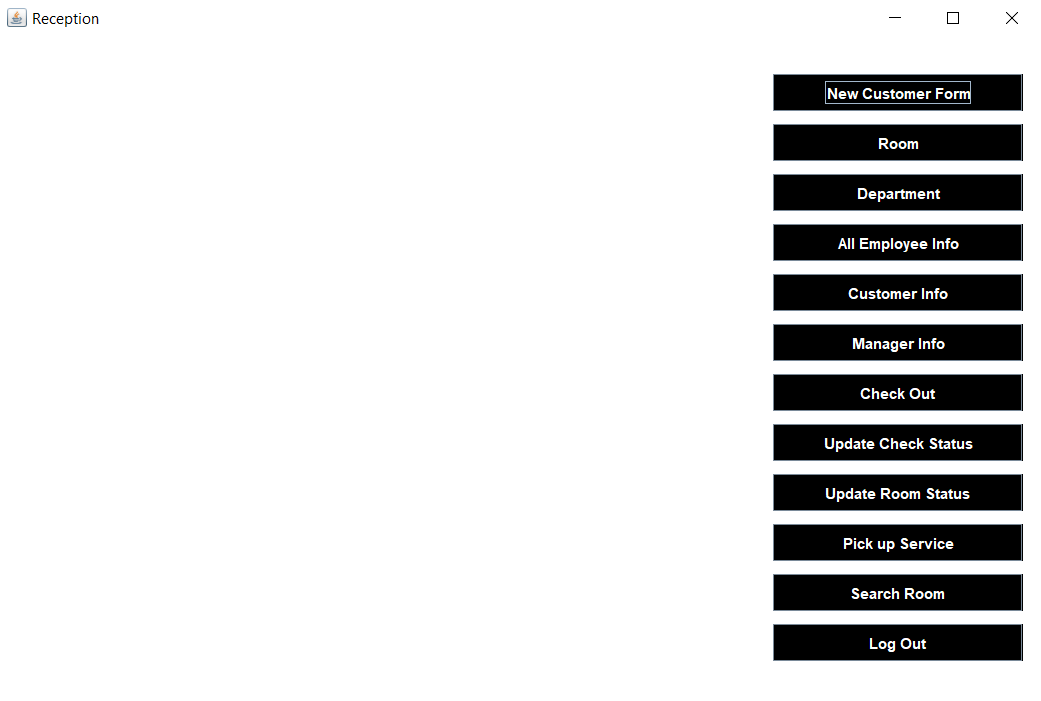 Reception
New Customer Form
Room
Department
All Employee Info
Customer Info
Manager Info
Check Out
Update Check Status
Update Room Status
Pick up Service
Search Room
Log Out